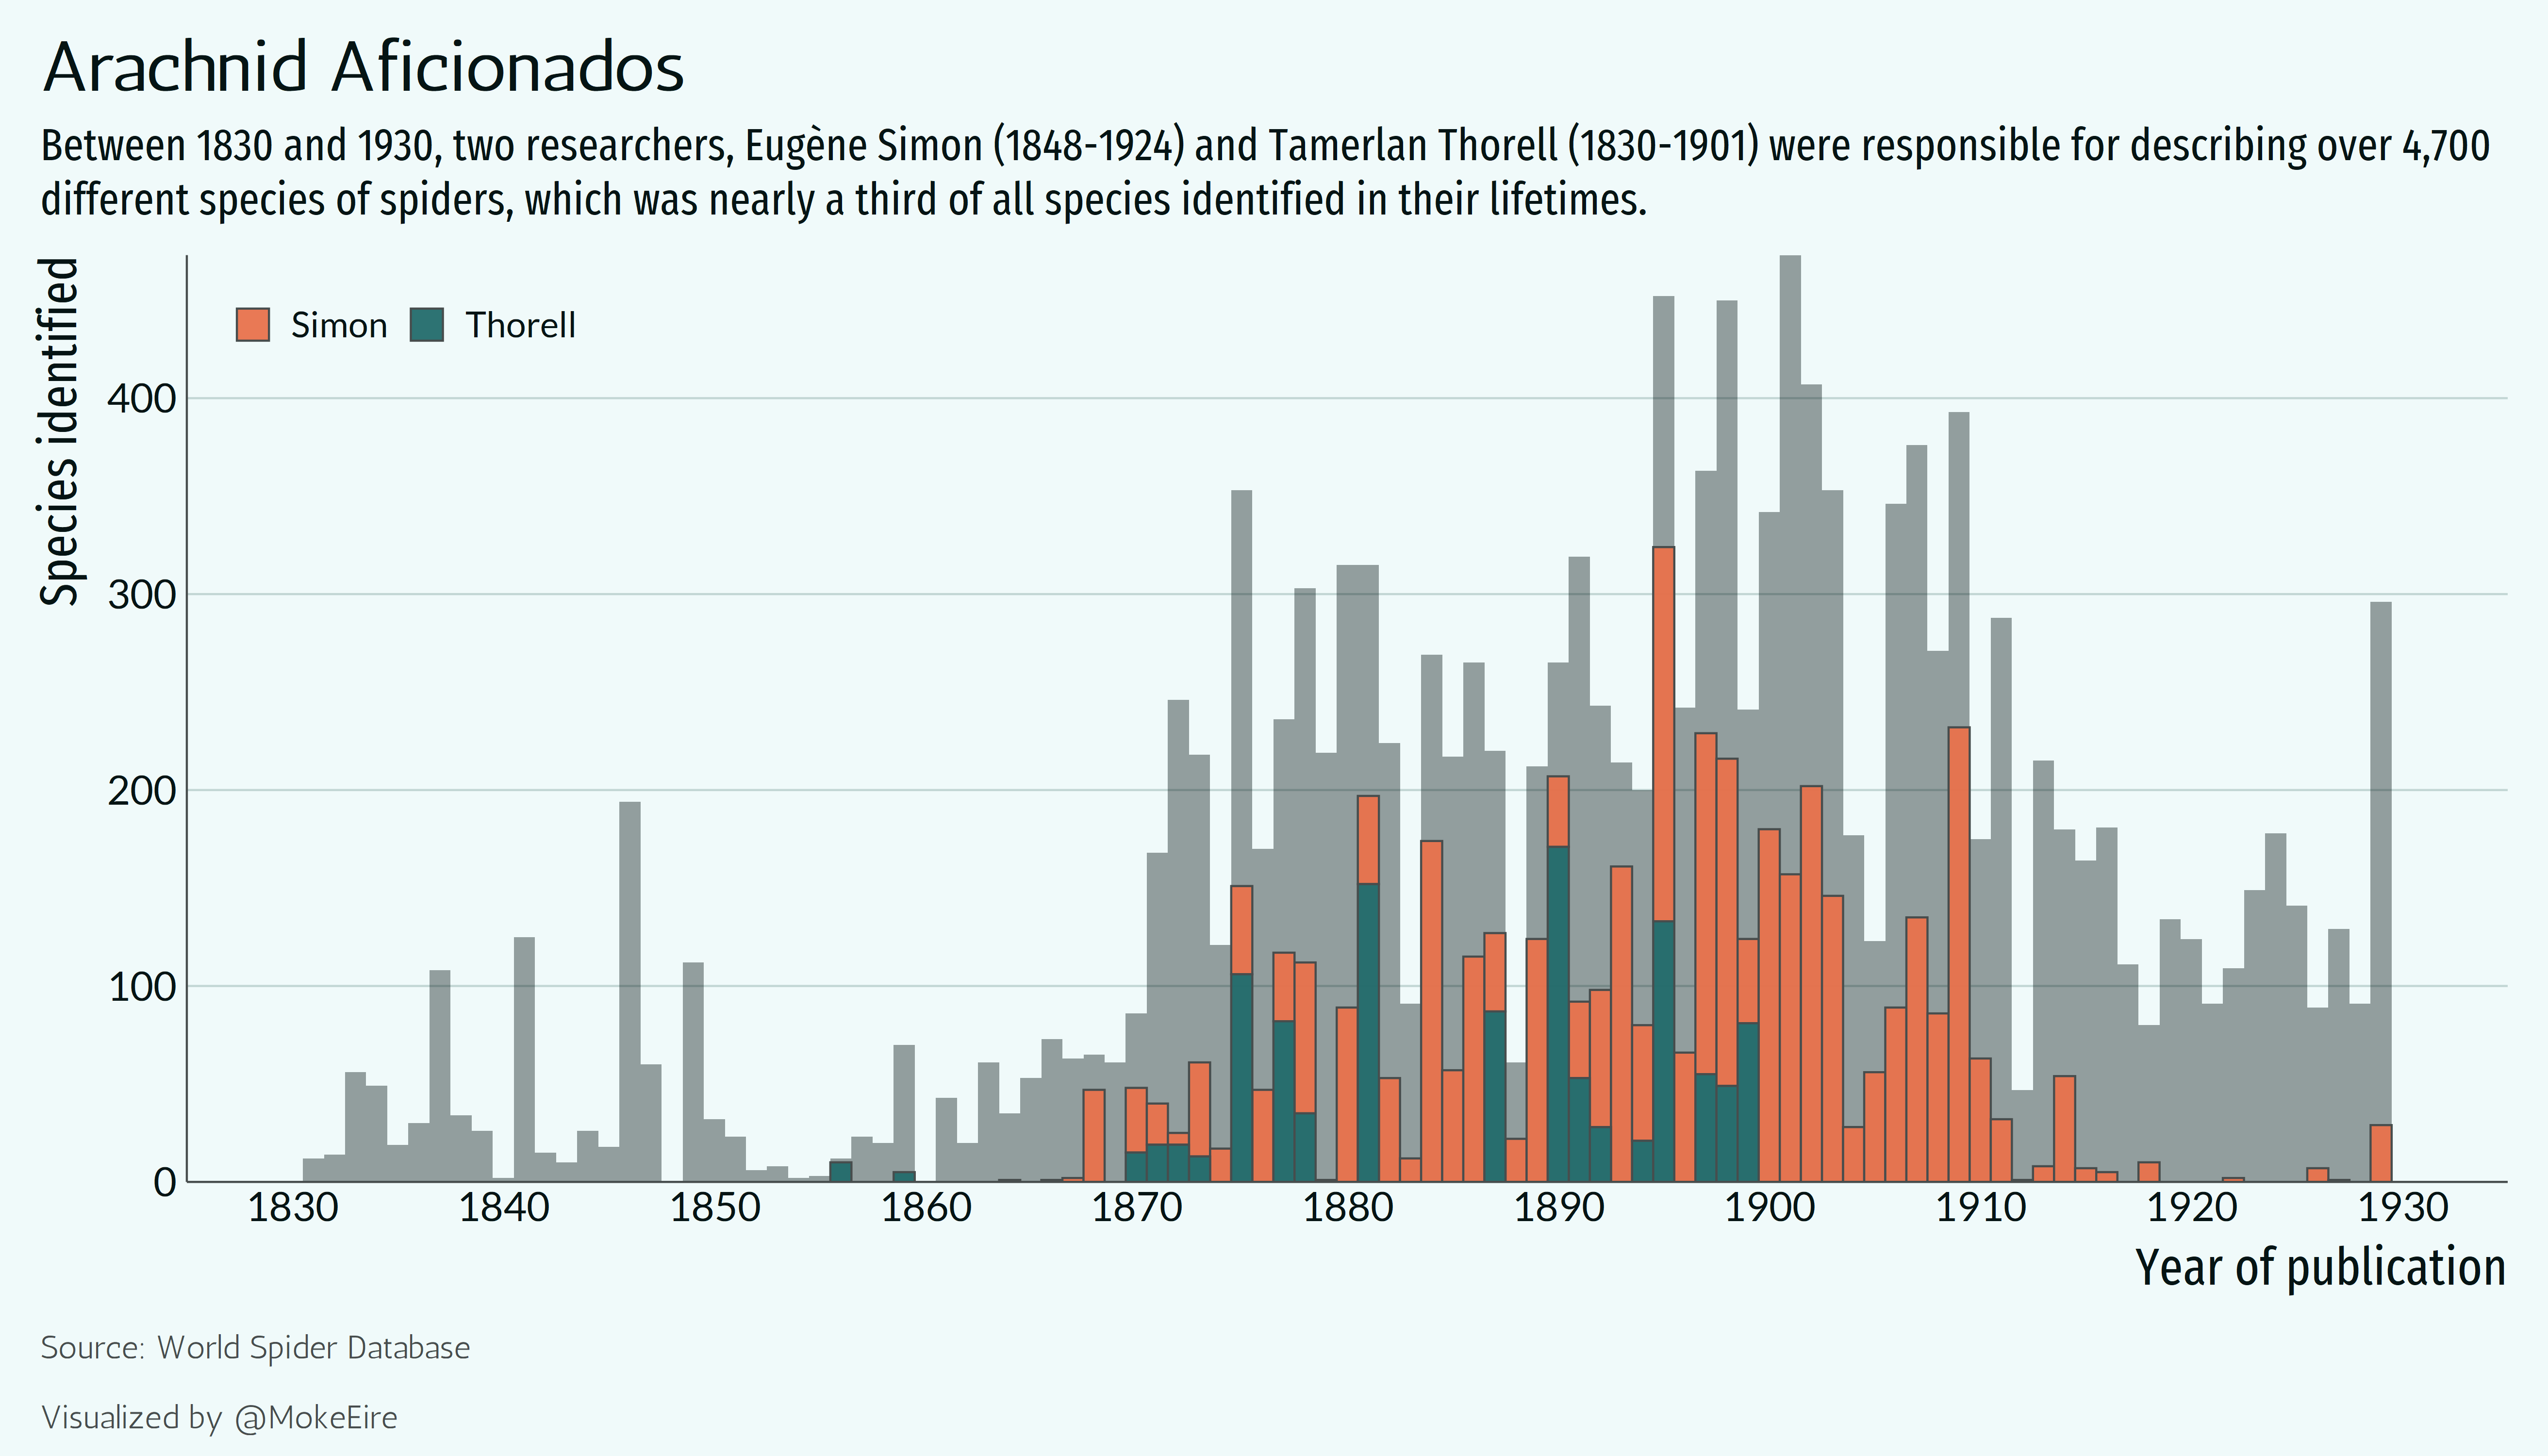 Arachnid Aficionados
Between 1830 and 1930, two researchers, Eugène Simon (1848-1924) and Tamerlan Thorell (1830-1901) were responsible for describing over 4,700
different species of spiders, which was nearly a third of all species identified in their lifetimes.
Species identified
Simon
Thorell
400
300
200
100
0
1830
1840
1850
1860
1870
1880
1890
1900
1910
1920
1930
Year of publication
Source: World Spider Database
Visualized by @MokeEire